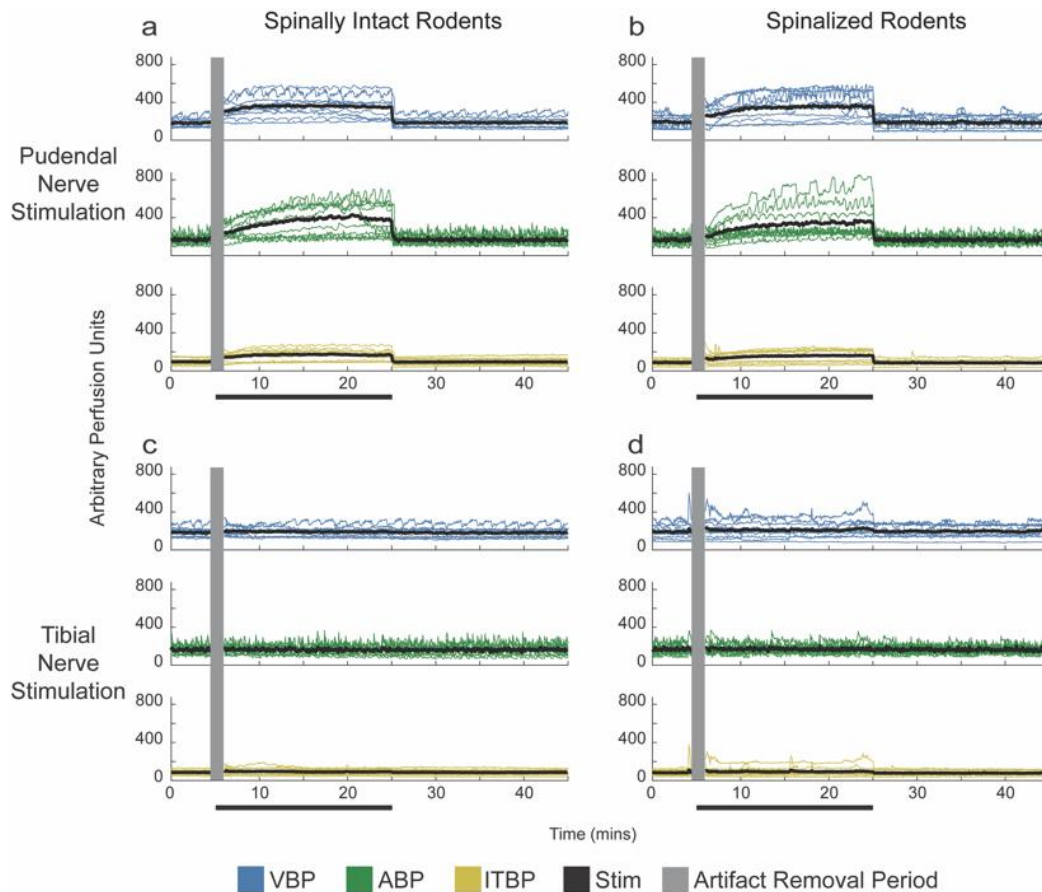 a Spinally Intact Rodents
b Spinalized Rodents
Pudendal
Nerve
Stimulation
800
400
0
800
400
0
800
400
0
800
400
0
800
400
0
800
400
0
0 10 20 30 40
0 10 20 30 40
Arbitrary Perfusion Units
c
d
Tibial
Nerve
Stimulation
800
400
0
800
400
0
800
400
0
800
400
0
800
400
0
800
400
0
0 10 20 30 40
0 10 20 30 40
Time (mins)
VBP ABP ITBP Stim Artifact Removal Period